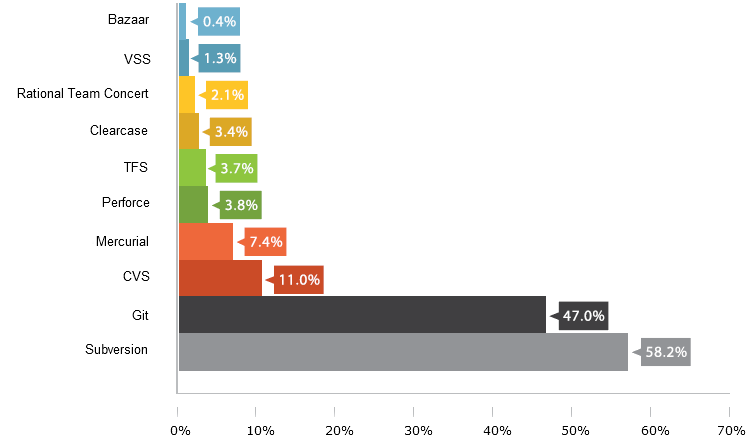 Bazaar 0.4%
VSS 1.3%
Rational Team Concert 2.1%
Clearcase 3.4%
TFS 3.7%
Perforce 3.8%
Mercurial 7.4%
CVS 11.0%
Git 47.0%
Subversion 58.2%
0% 10% 20% 30% 40% 50% 60% 70%